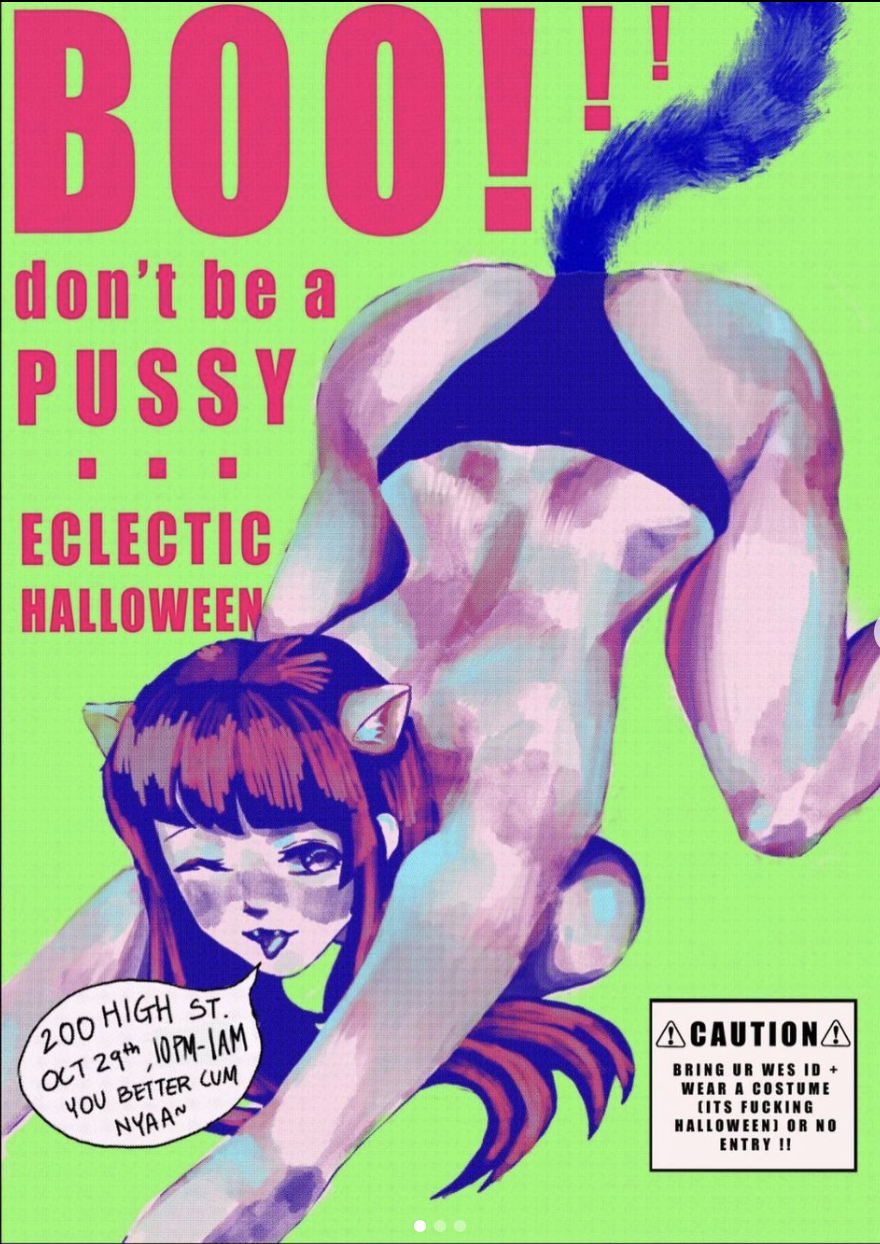 BOO!!!
don't be a
PUSSY
...
ECLECTIC
HALLOWEEN
200 HIGH ST.
OCT 29th, 10PM-1AM
YOU BETTER CUM
NYAA~
⚠CAUTION⚠
BRING UR WES ID +
WEAR A COSTUME
(ITS FUCKING
HALLOWEEN) OR NO
ENTRY !!